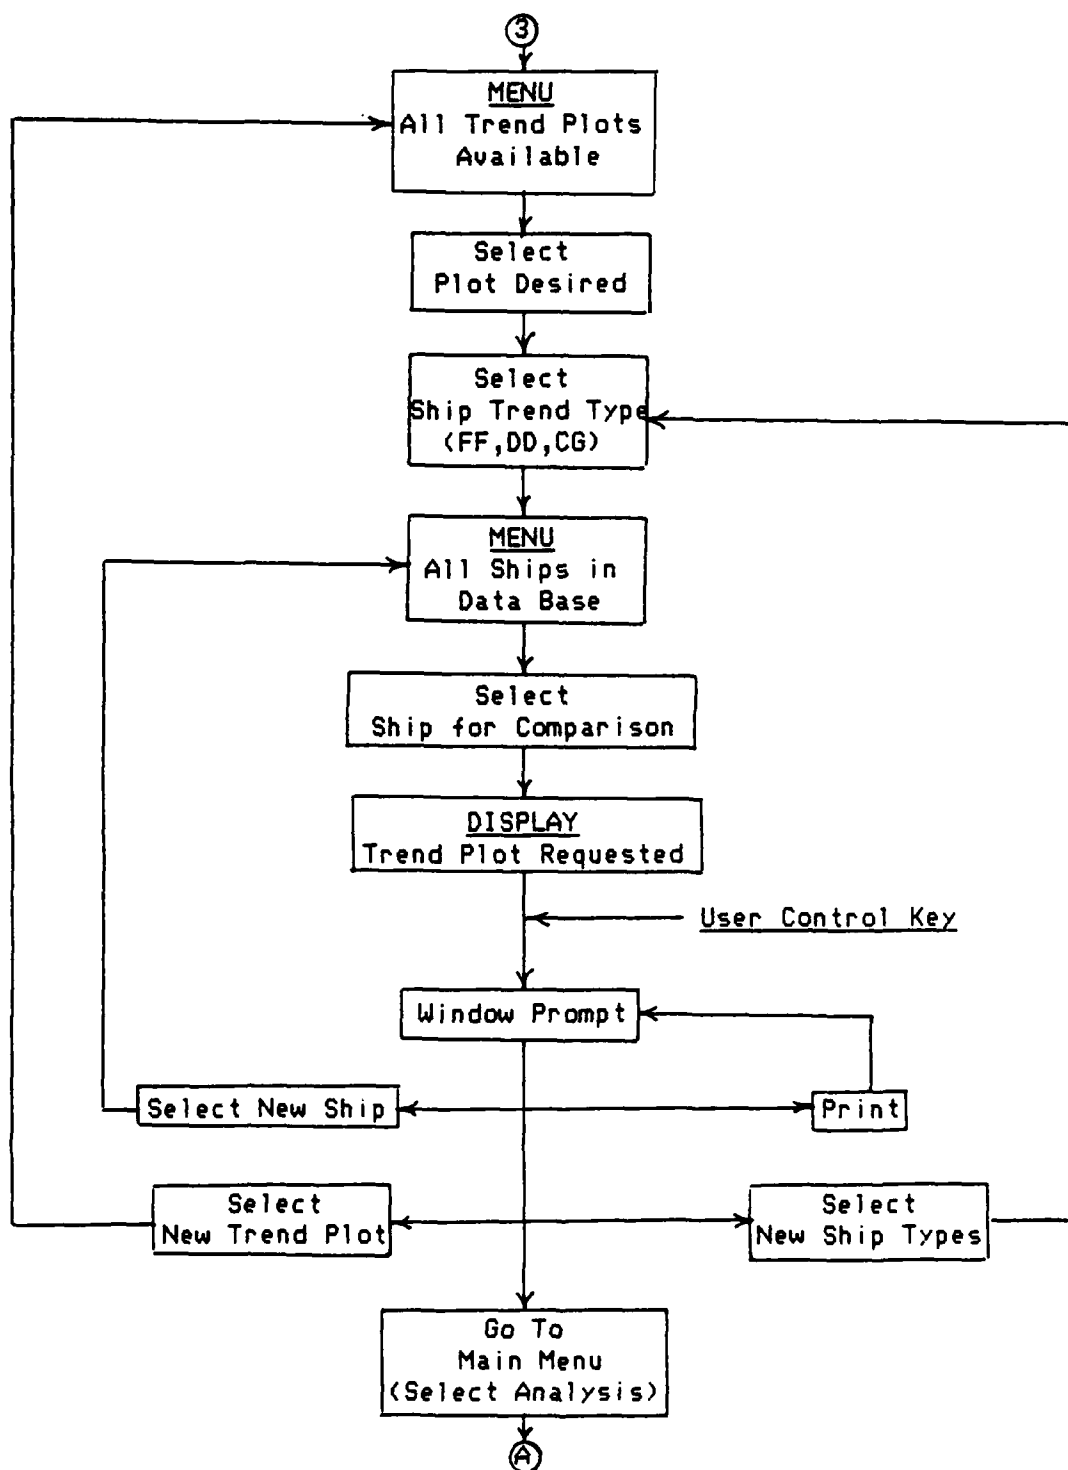 3
MENU
All Trend Plots
Available
Select
Plot Desired
Select
Ship Trend Type
(FF,DD,CG)
MENU
All Ships in
Data Base
Select
Ship for Comparison
DISPLAY
Trend Plot Requested
User Control Key
Window Prompt
Select New Ship
Print
Select
New Trend Plot
Select
New Ship Types
Go To
Main Menu
(Select Analysis)
A